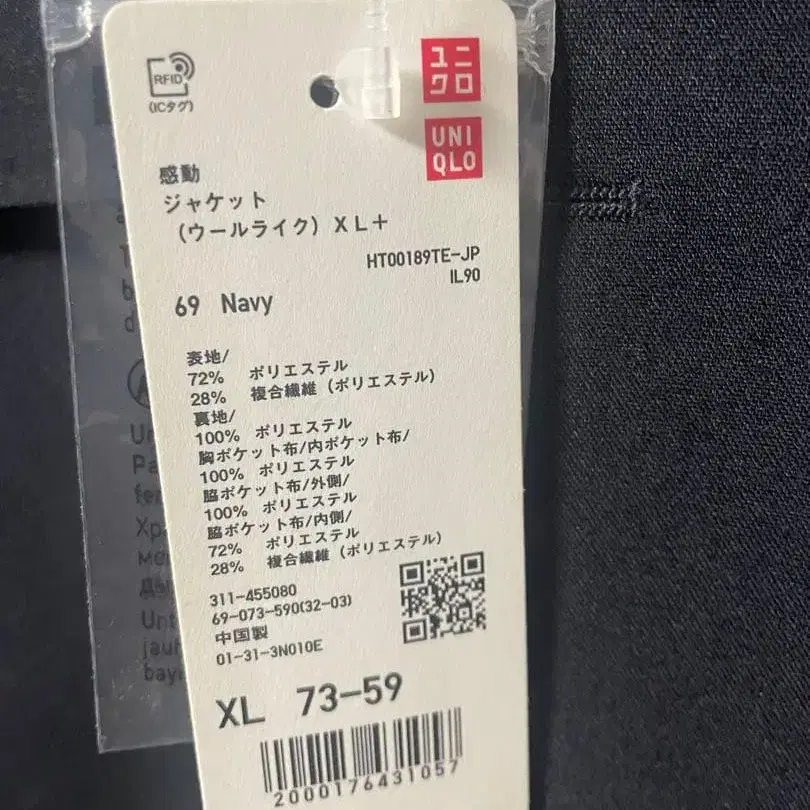 RFID
(ICタグ)
ユニ
クロ
UNI
QLO
感動
ジャケット
(ウールライク) XL+
HT00189TE-JP
IL90
69 Navy
表地/
72% ポリエステル
28% 複合繊維 (ポリエステル)
裏地/
100% ポリエステル
胸ポケット布/内ポケット布/
100% ポリエステル
脇ポケット布/外側/
100% ポリエステル
脇ポケット布/内側/
72% ポリエステル
28% 複合繊維 (ポリエステル)
311-455080
69-073-590(32-03)
中国製
01-31-3N010E
XL 73-59
2000176431057